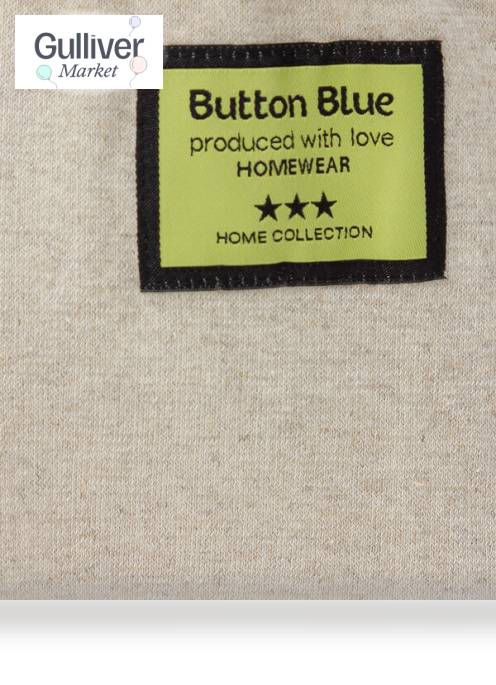 Gulliver
Market
Button Blue
produced with love
HOMEWEAR
★★★
HOME COLLECTION